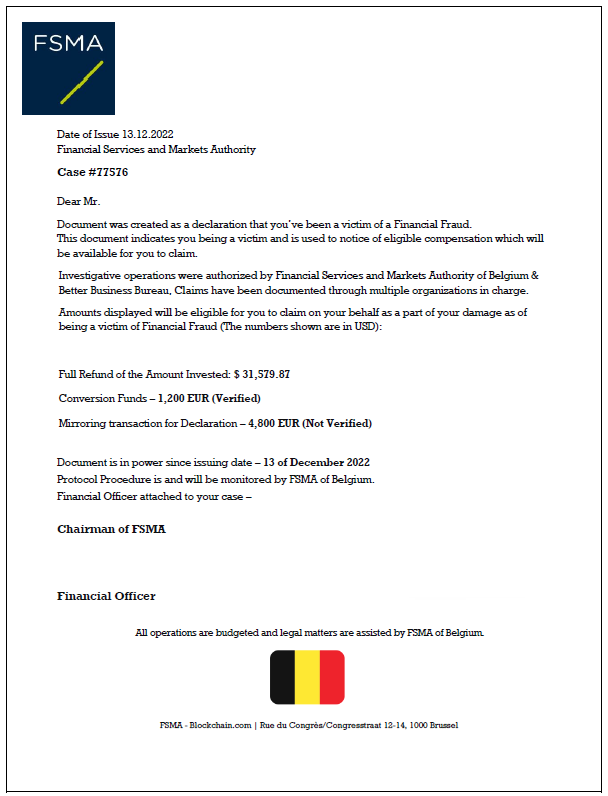 FSMA
Date of Issue 13.12.2022
Financial Services and Markets Authority
Case #77576
Dear Mr.
Document was created as a declaration that you've been a victim of a Financial Fraud.
This document indicates you being a victim and is used to notice of eligible compensation which will
be available for you to claim.
Investigative operations were authorized by Financial Services and Markets Authority of Belgium &
Better Business Bureau, Claims have been documented through multiple organizations in charge.
Amounts displayed will be eligible for you to claim on your behalf as a part of your damage as of
being a victim of Financial Fraud (The numbers shown are in USD):
Full Refund of the Amount Invested: $ 31,579.87
Conversion Funds – 1,200 EUR (Verified)
Mirroring transaction for Declaration – 4,800 EUR (Not Verified)
Document is in power since issuing date – 13 of December 2022
Protocol Procedure is and will be monitored by FSMA of Belgium.
Financial Officer attached to your case –
Chairman of FSMA
Financial Officer
All operations are budgeted and legal matters are assisted by FSMA of Belgium.
FSMA - Blockchain.com | Rue du Congrès/Congresstraat 12-14, 1000 Brussel